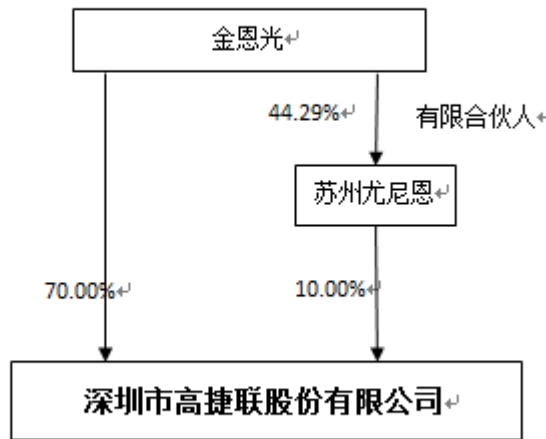 金恩光
44.29%
有限合伙人
苏州尤尼恩
70.00%
10.00%
深圳市高捷联股份有限公司